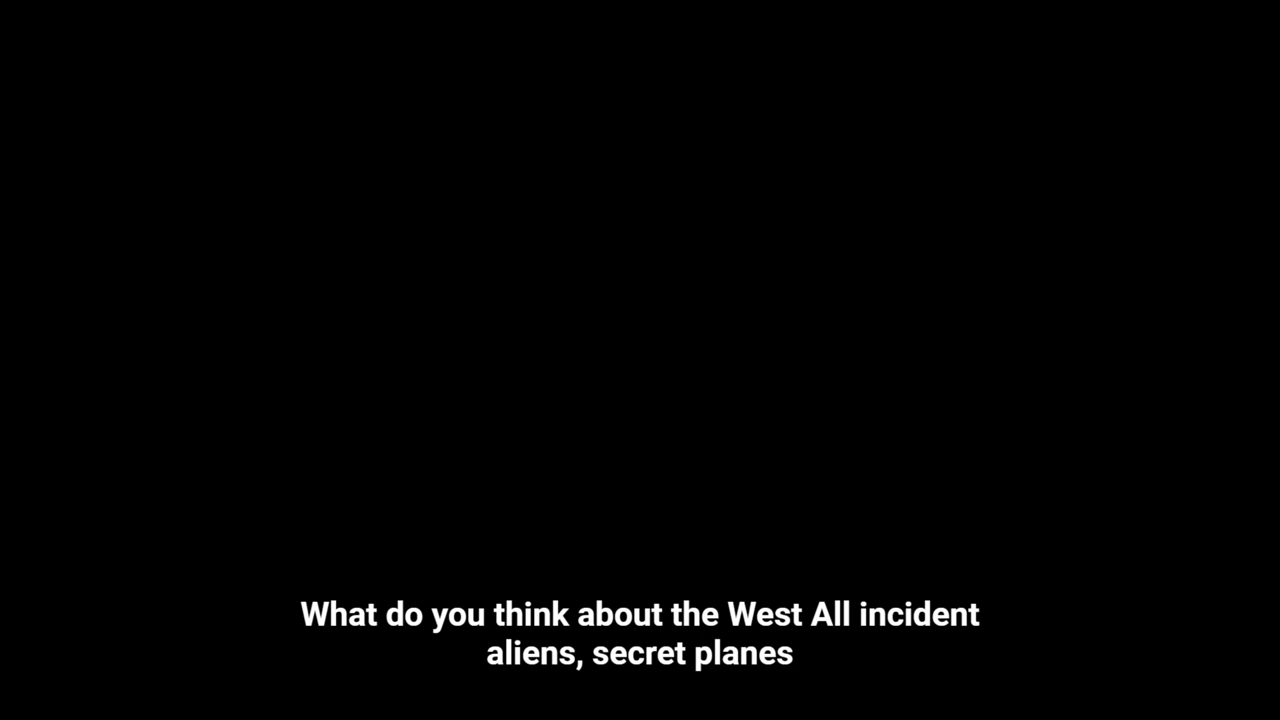 What do you think about the West All incident
aliens, secret planes